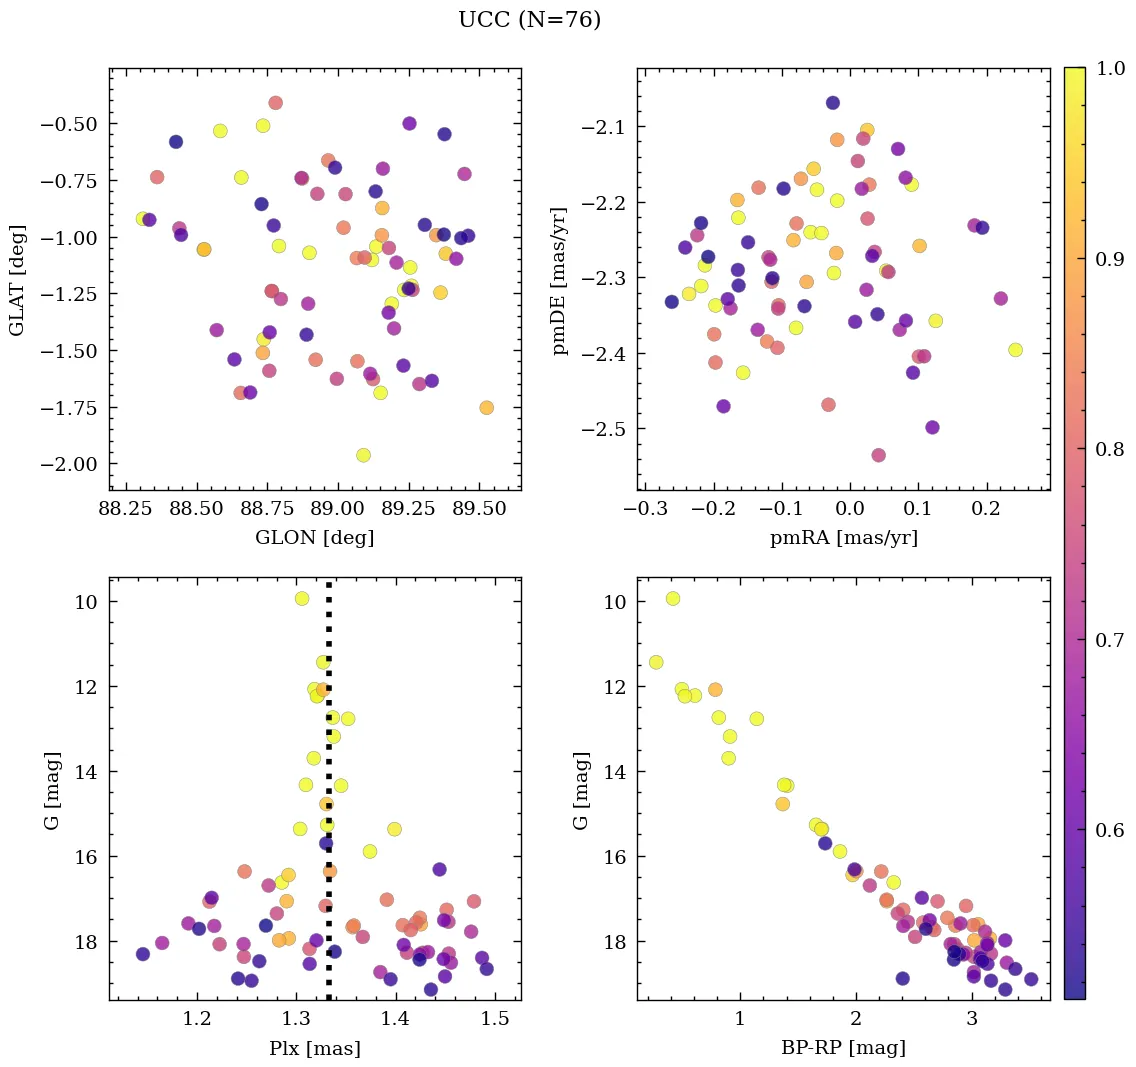 UCC (N=76)
−0.50
−0.75
−1.00
−1.25
−1.50
−1.75
−2.00
GLAT [deg]
88.25 88.50 88.75 89.00 89.25 89.50
GLON [deg]
−2.1
−2.2
−2.3
−2.4
−2.5
pmDE [mas/yr]
−0.3 −0.2 −0.1 0.0 0.1 0.2
pmRA [mas/yr]
10
12
14
16
18
G [mag]
1.2 1.3 1.4 1.5
Plx [mas]
10
12
14
16
18
G [mag]
1 2 3
BP-RP [mag]
1.0
0.9
0.8
0.7
0.6